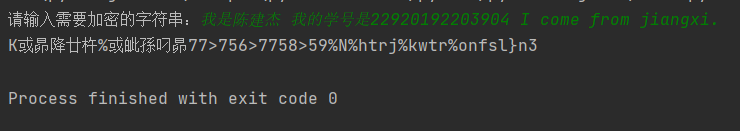 请输入需要加密的字符串：我是陈建杰 我的学号是22920192203904 I come from jiangxi.
K或昴降廿杵%或皉孫叼昴77>756>7758>59%N%htrj%kwtr%onfsl}n3
Process finished with exit code 0